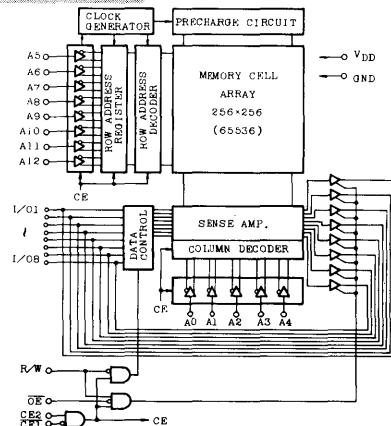 CLOCK GENERATOR
PRECHARGE CIRCUIT
A5
A6
A7
A8
A9
A10
A11
A12
CE
ROW ADDRESS REGISTER
ROW ADDRESS DECODER
MEMORY CELL
ARRAY
256×256
(65536)
VDD
GND
I/O1
≀
I/O8
DATA CONTROL
SENSE AMP.
COLUMN DECODER
CE
A0 A1 A2 A3 A4
R/W
OE
CE2
CE1
CE